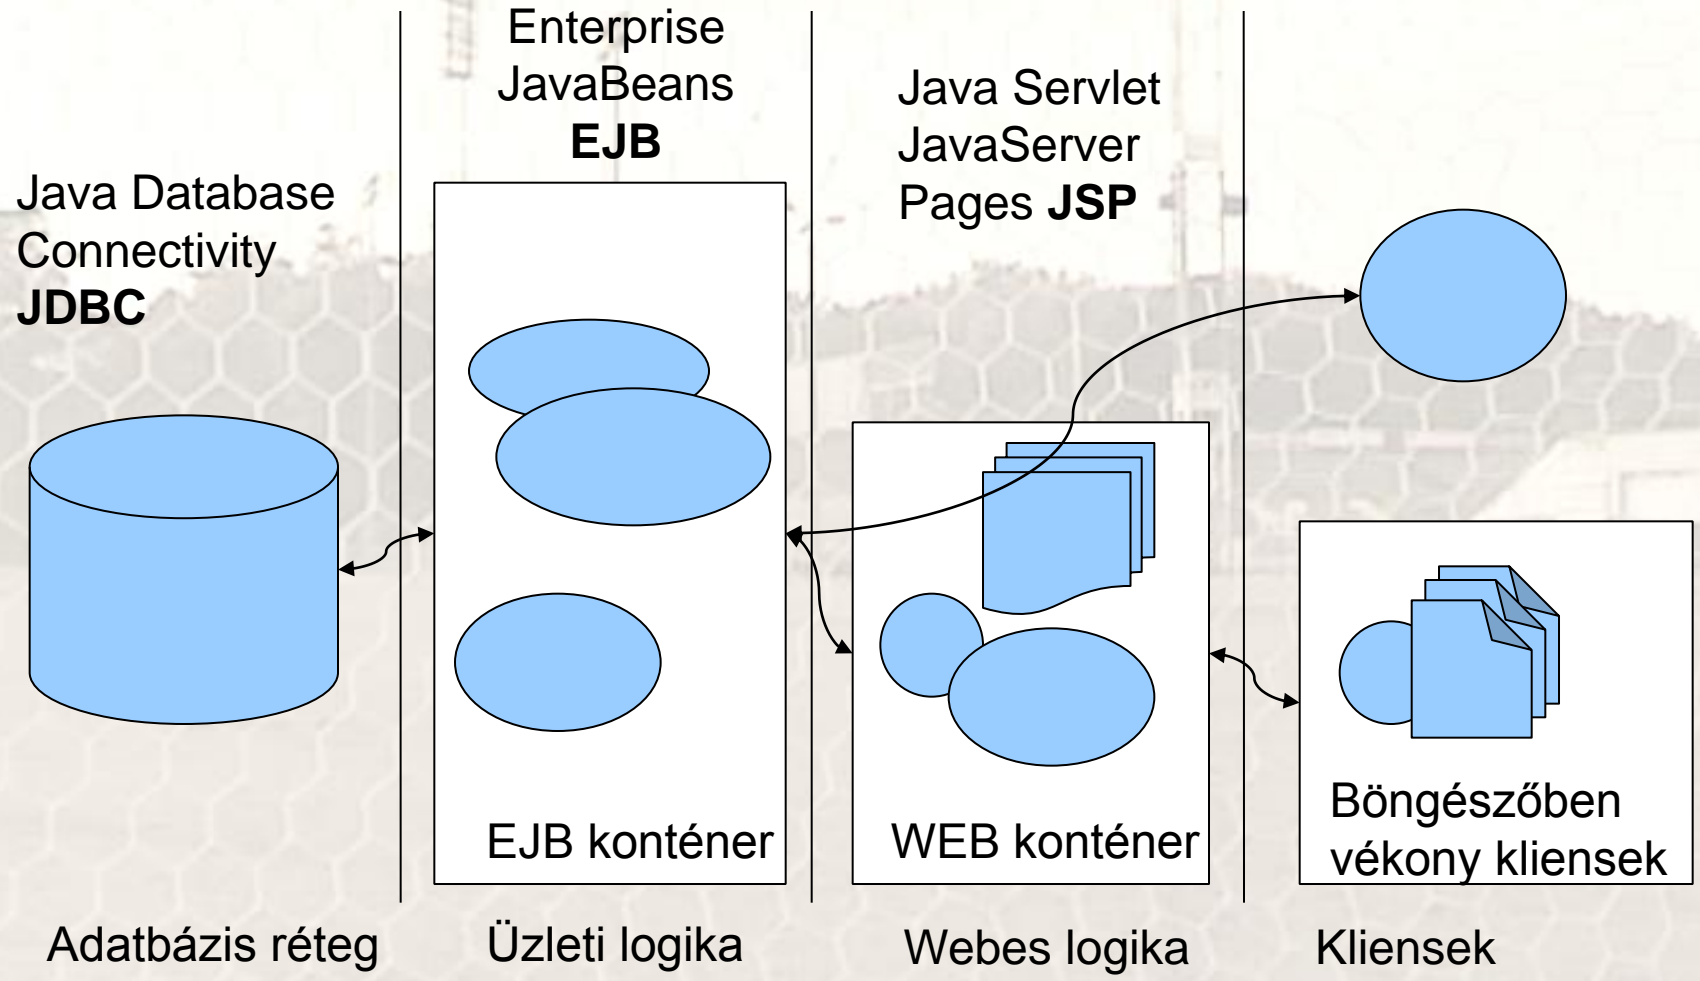 Java Database
Connectivity
JDBC
Enterprise
JavaBeans
EJB
Java Servlet
JavaServer
Pages JSP
EJB konténer
WEB konténer
Böngészőben
vékony kliensek
Adatbázis réteg
Üzleti logika
Webes logika
Kliensek